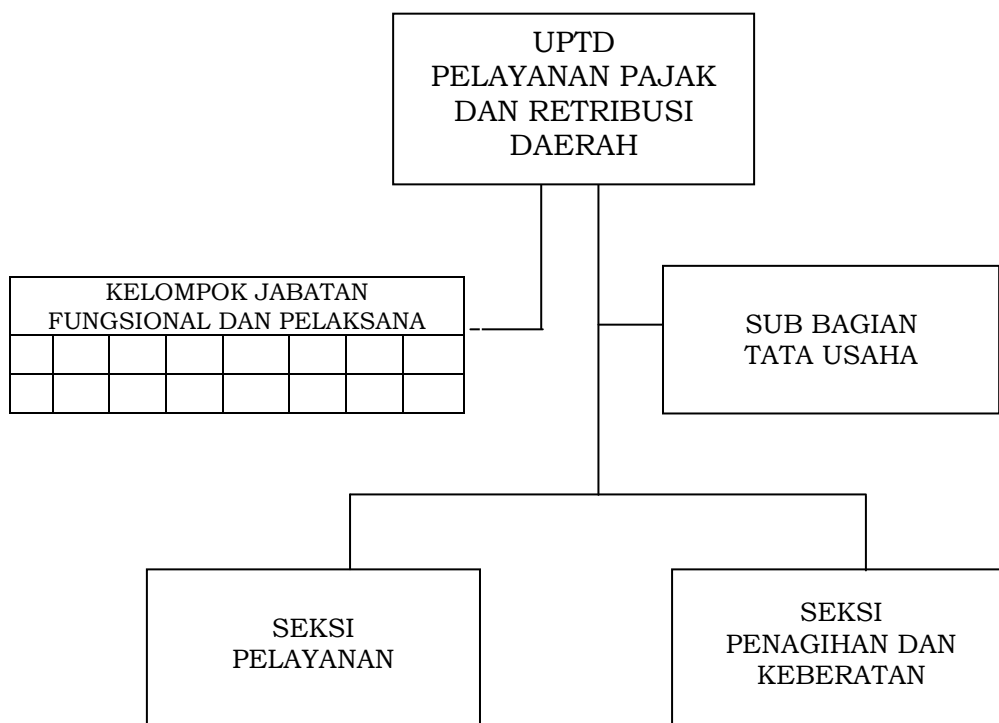 UPTD
PELAYANAN PAJAK
DAN RETRIBUSI
DAERAH
KELOMPOK JABATAN
FUNGSIONAL DAN PELAKSANA
SUB BAGIAN
TATA USAHA
SEKSI
PELAYANAN
SEKSI
PENAGIHAN DAN
KEBERATAN